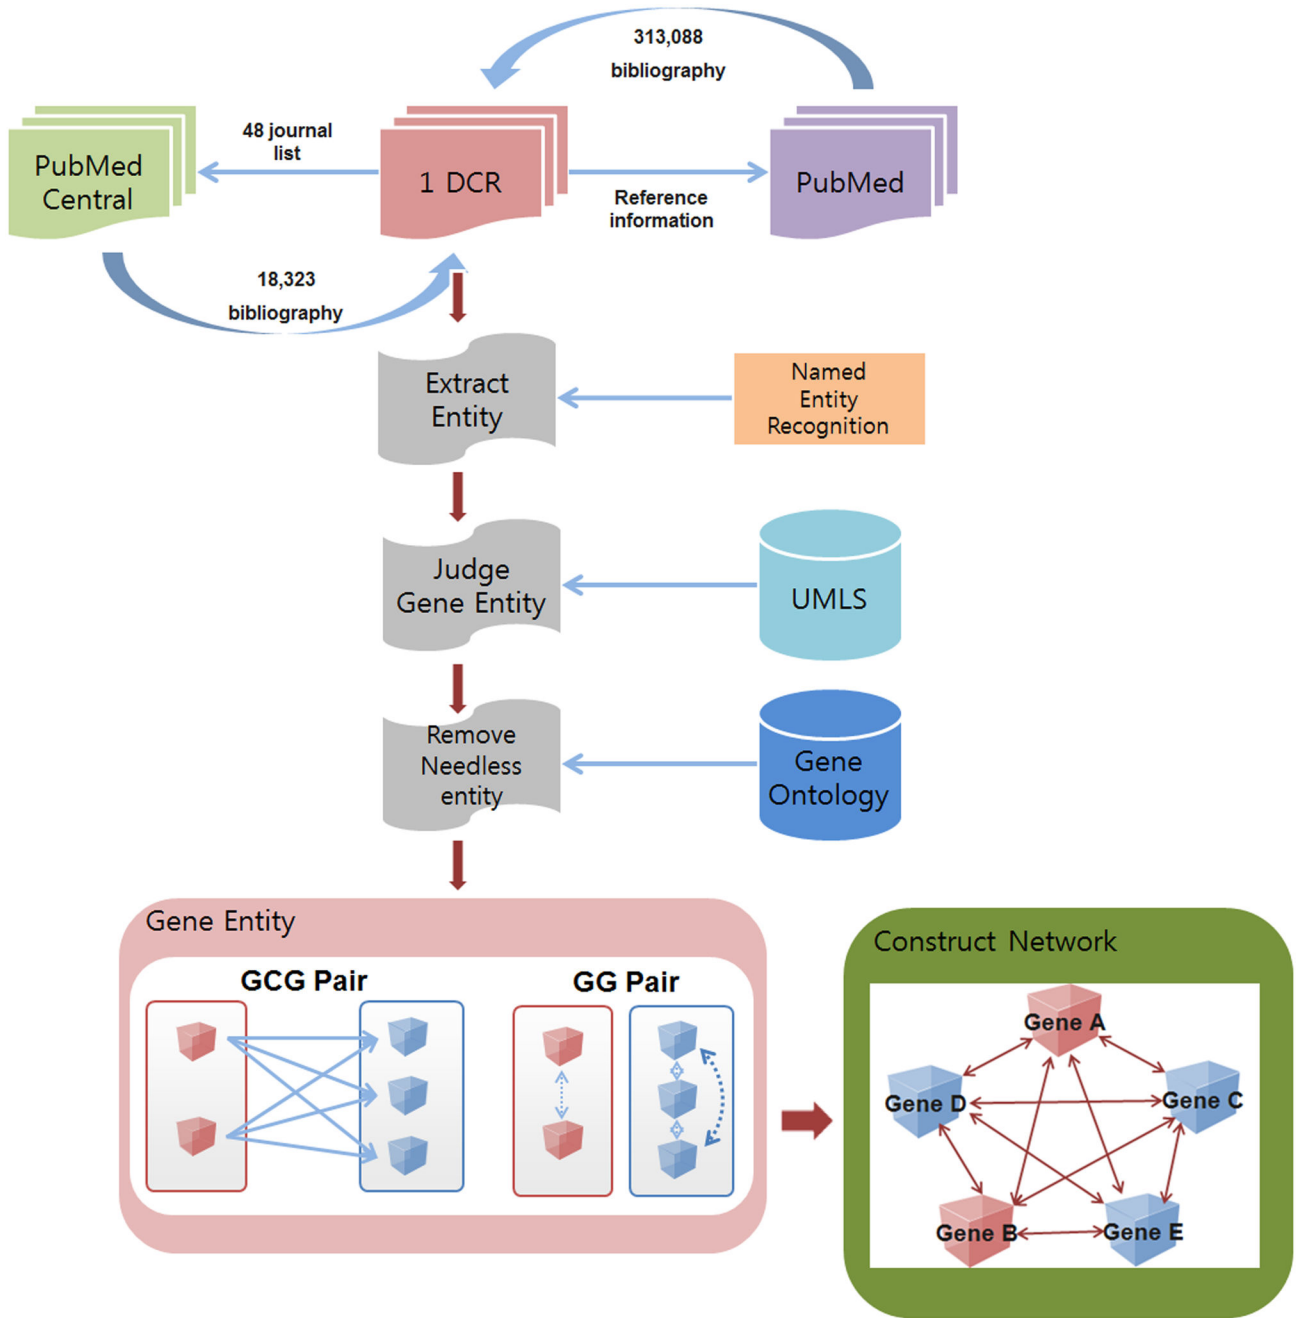 313,088
bibliography
48 journal
list
PubMed
Central
1 DCR
PubMed
Reference
information
18,323
bibliography
Extract
Entity
Named
Entity
Recognition
Judge
Gene Entity
UMLS
Remove
Needless
entity
Gene
Ontology
Gene Entity
GCG Pair
GG Pair
Construct Network
Gene A
Gene D
Gene C
Gene B
Gene E